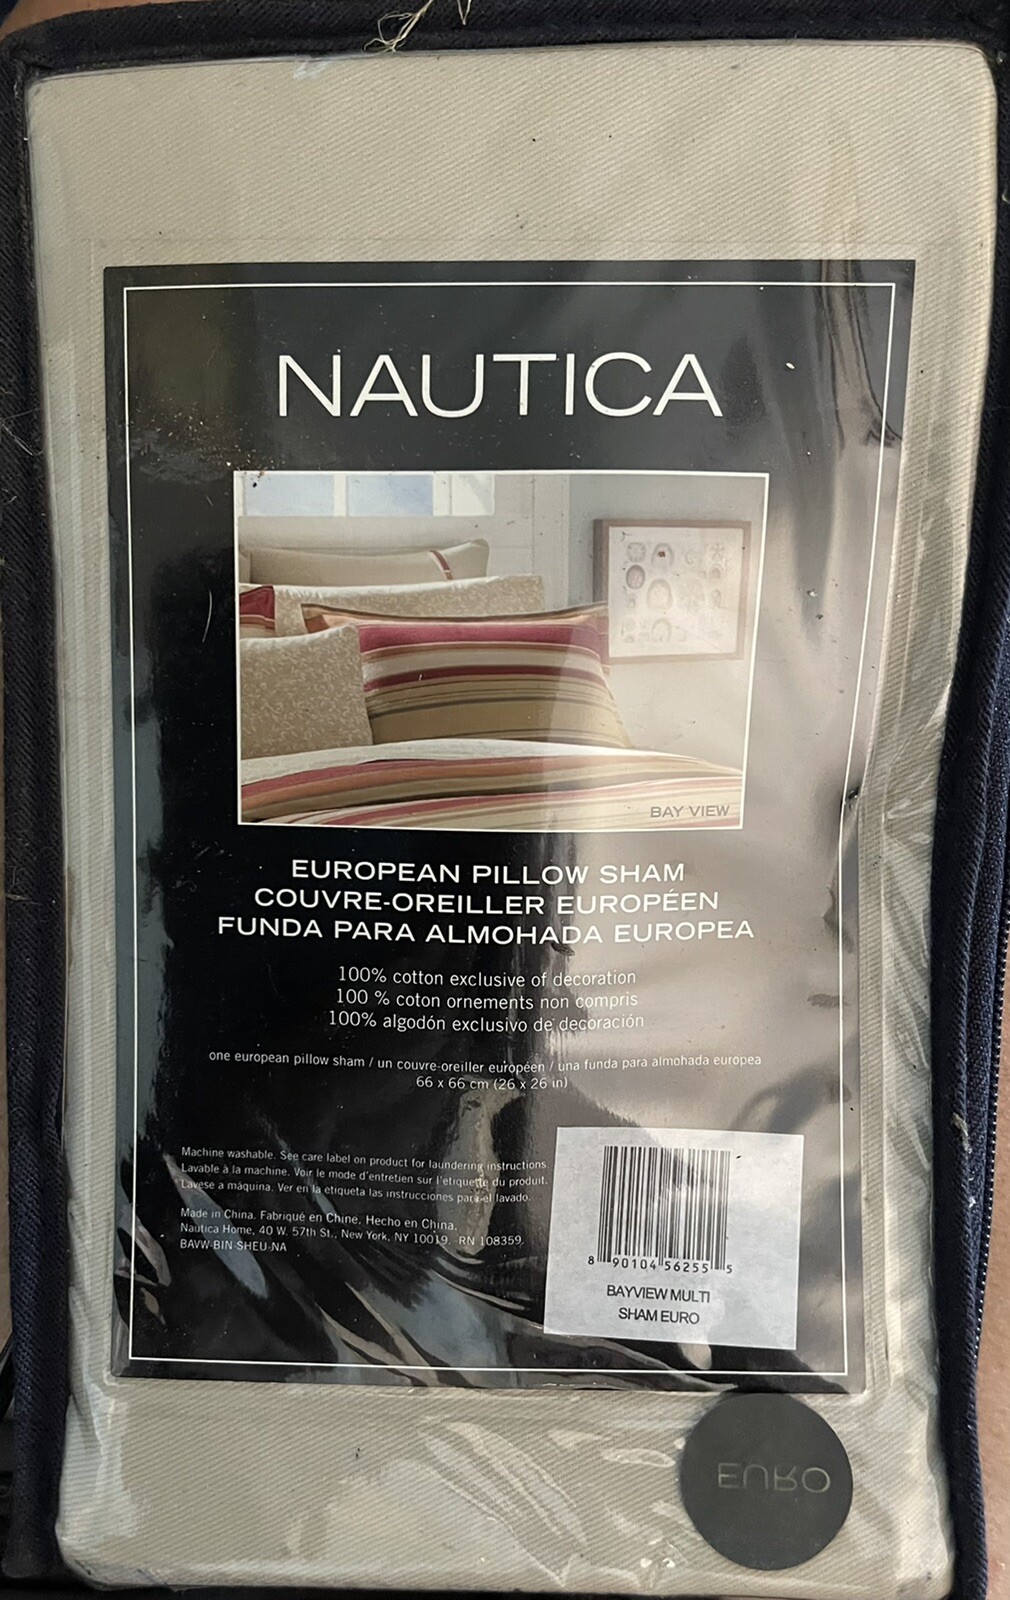 NAUTICA
BAY VIEW
EUROPEAN PILLOW SHAM
COUVRE-OREILLER EUROPÉEN
FUNDA PARA ALMOHADA EUROPEA
100% cotton exclusive of decoration
100 % coton ornements non compris
100% algodón exclusivo de decoración
one european pillow sham / un couvre-oreiller européen / una funda para almohada europea
66 x 66 cm (26 x 26 in)
Machine washable. See care label on product for laundering instructions.
Lavable à la machine. Voir le mode d'entretien sur l'etiquette du produit.
Lavese a máquina. Ver en la etiqueta las instrucciones para el lavado.
Made in China. Fabriqué en Chine. Hecho en China.
Nautica Home, 40 W. 57th St., New York, NY 10019. RN 108359.
BAVW-BIN-SHEU-NA
8 90104 56255 5
BAYVIEW MULTI
SHAM EURO
EURO